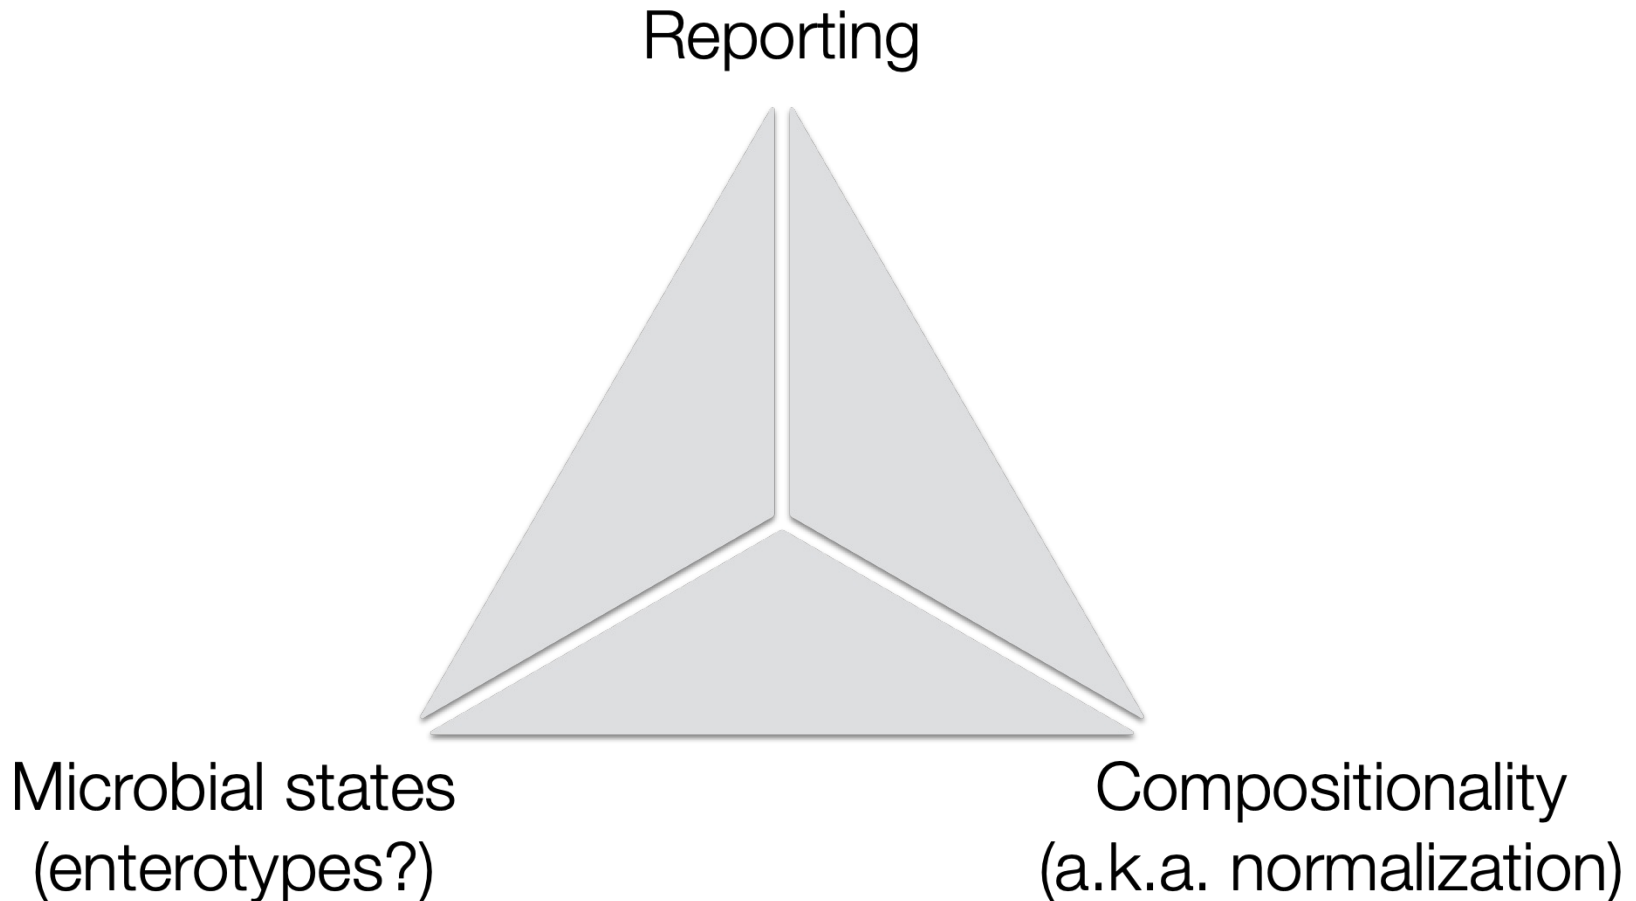 Reporting
Microbial states
(enterotypes?)
Compositionality
(a.k.a. normalization)